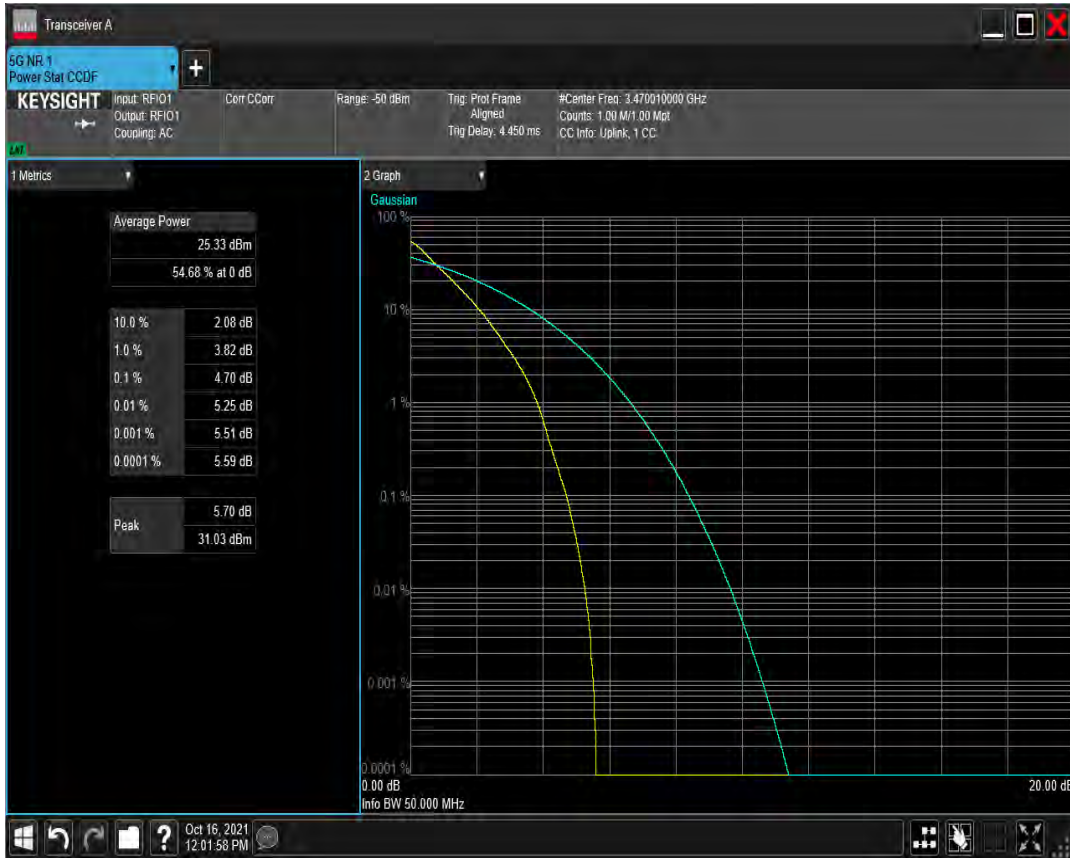 Transceiver A
5G NR 1
Power Stat CCDF
+
KEYSIGHT
Input: RFIO1
Output: RFIO1
Coupling: AC
Corr CCorr
Range: -50 dBm
Trig: Prot Frame
Aligned
Trig Delay: 4.450 ms
#Center Freq: 3.470010000 GHz
Counts: 1.00 M/1.00 Mpt
CC Info: Uplink, 1 CC
1 Metrics
Average Power
25.33 dBm
54.68 % at 0 dB
10.0 % 2.08 dB
1.0 % 3.82 dB
0.1 % 4.70 dB
0.01 % 5.25 dB
0.001 % 5.51 dB
0.0001 % 5.59 dB
Peak 5.70 dB
31.03 dBm
2 Graph
Gaussian
100 %
10 %
1 %
0.1 %
0.01 %
0.001 %
0.0001 %
0.00 dB 20.00 dB
Info BW 50.000 MHz
? Oct 16, 2021
12:01:58 PM